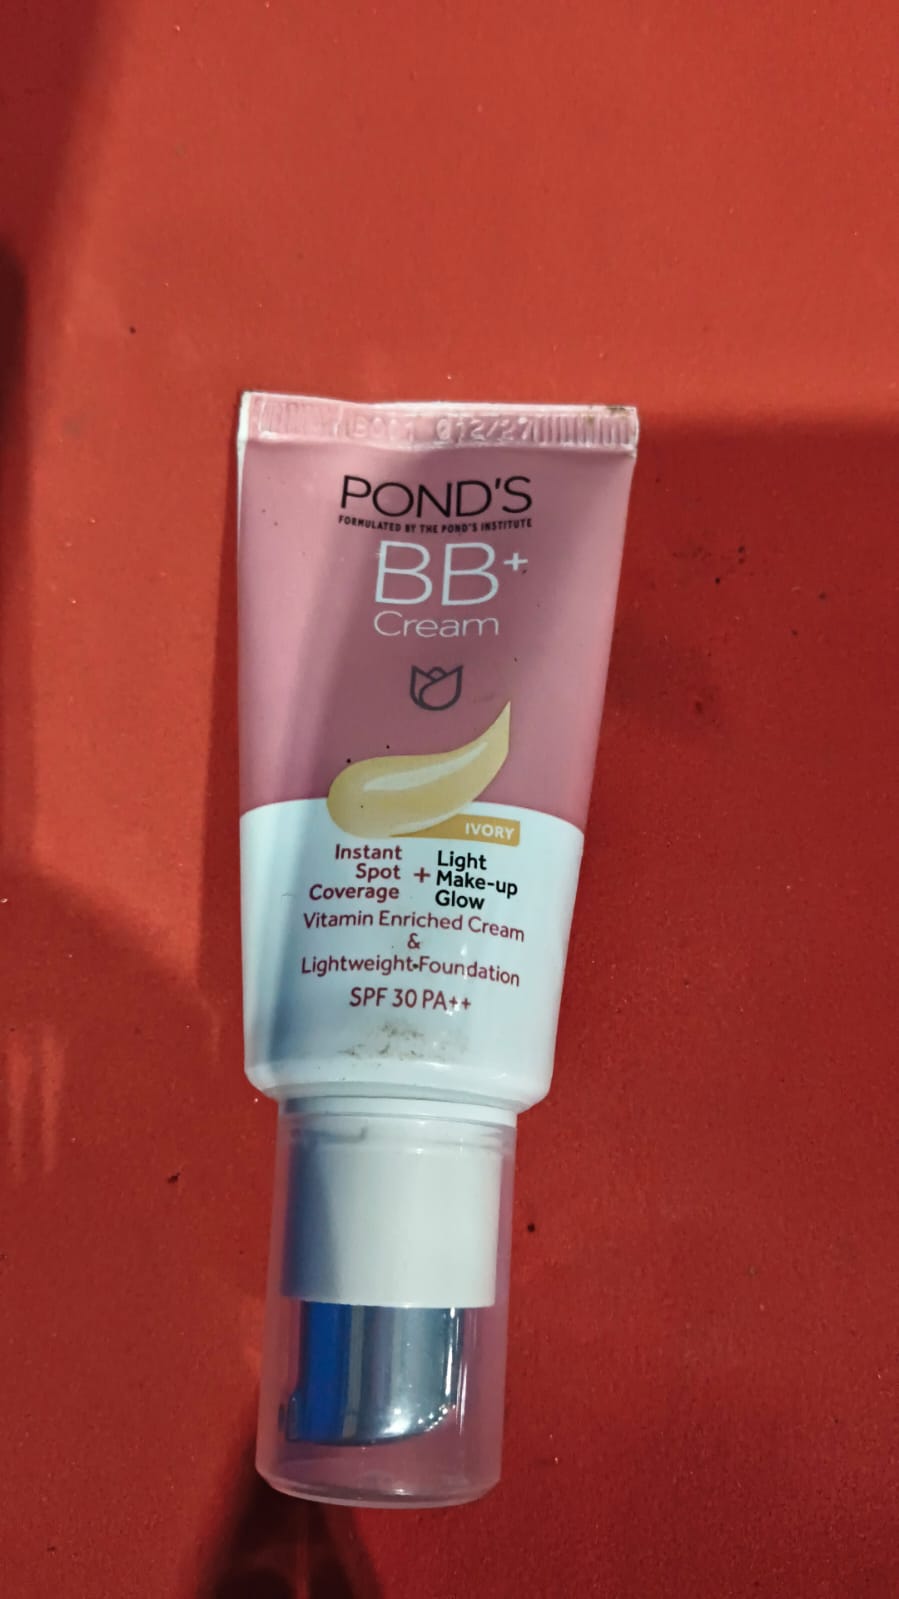 POND'S
FORMULATED BY THE POND'S INSTITUTE
BB+
Cream
IVORY
Instant
Spot
Coverage
+
Light
Make-up
Glow
Vitamin Enriched Cream
&
Lightweight Foundation
SPF 30 PA++